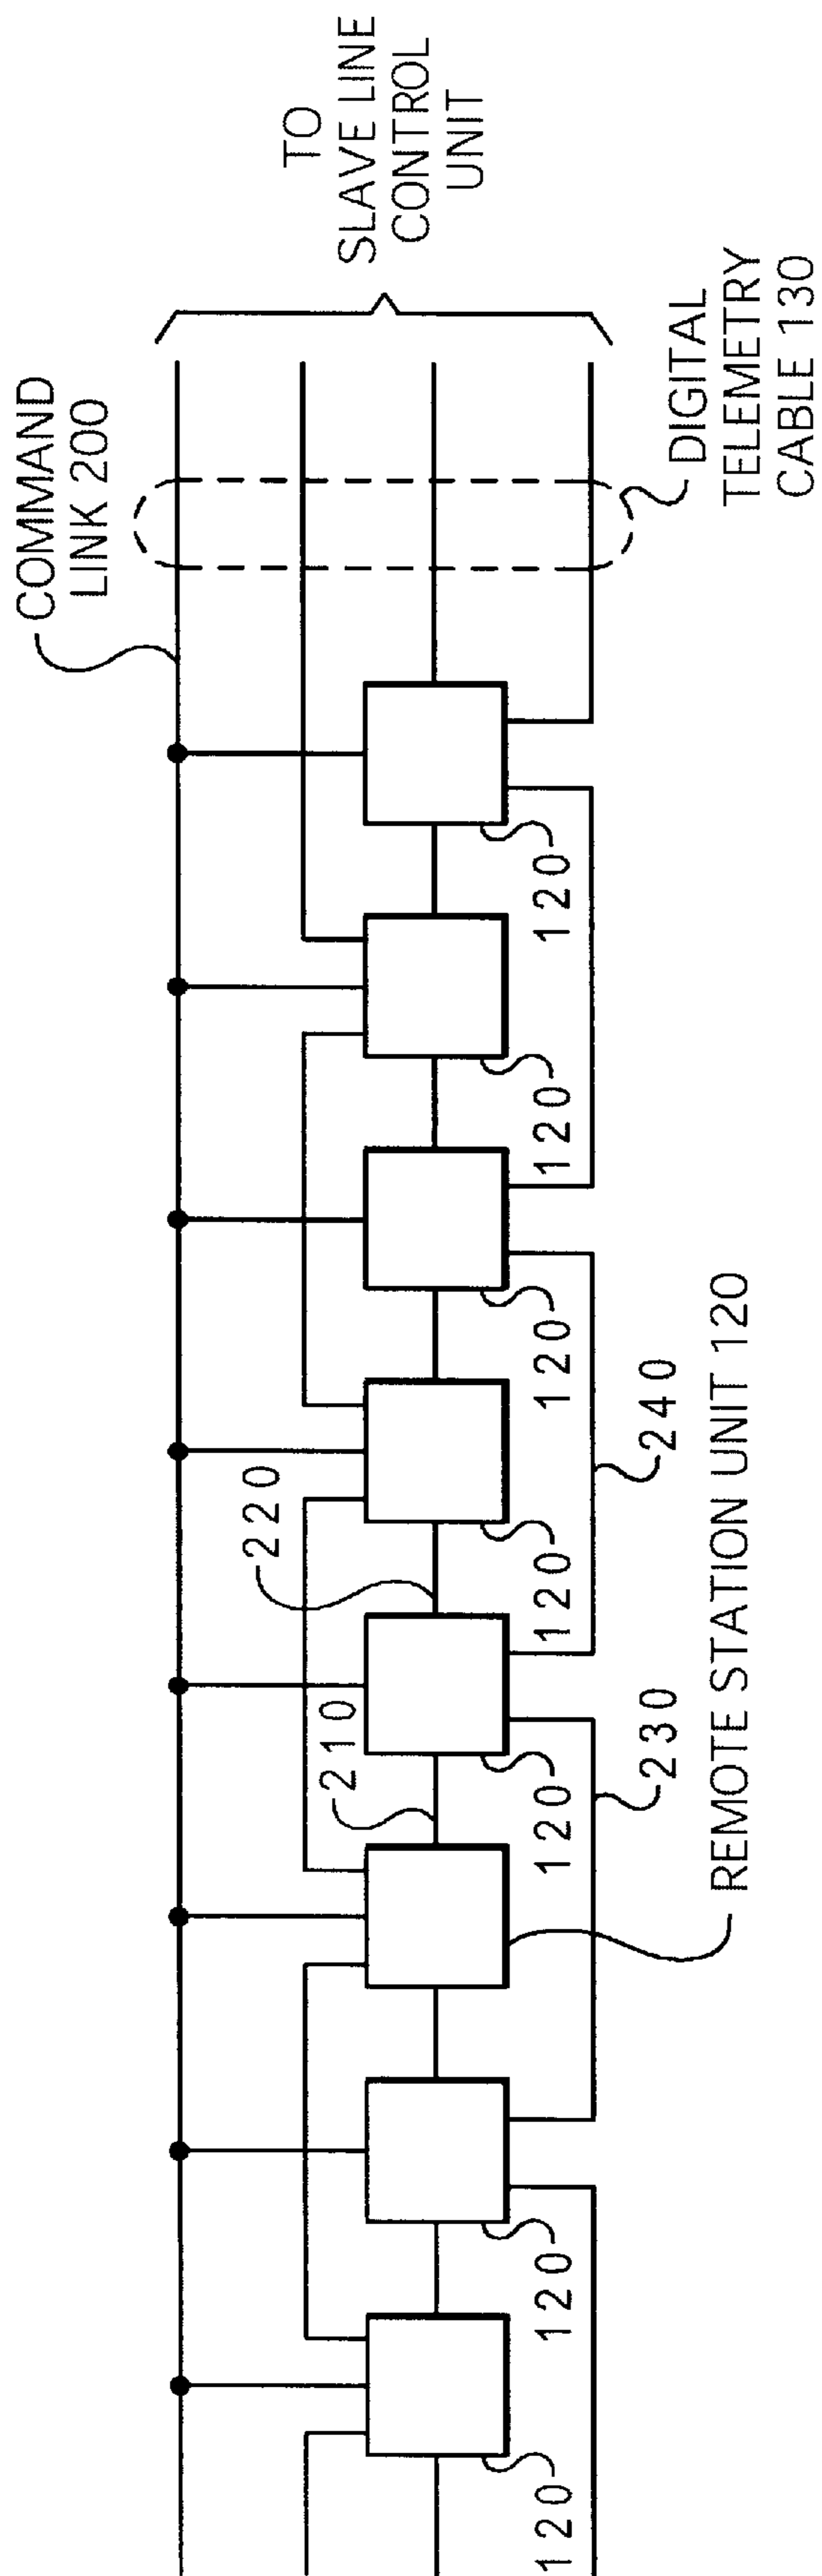 TO
SLAVE LINE
CONTROL
UNIT
COMMAND
LINK 200
DIGITAL
TELEMETRY
CABLE 130
120
120
120
120
120
120
120
220
210
240
230
REMOTE STATION UNIT 120